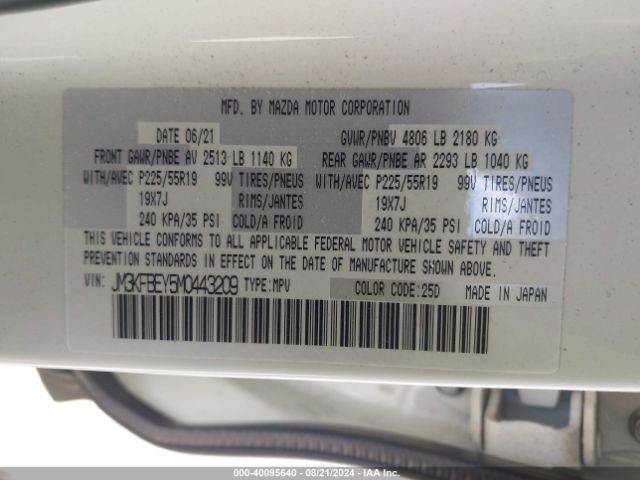 MFD. BY MAZDA MOTOR CORPORATION
DATE 06/21 GVWR/PNBV 4806 LB 2180 KG
FRONT GAWR/PNBE AV 2513 LB 1140 KG REAR GAWR/PNBE AR 2293 LB 1040 KG
WITH/AVEC P225/55R19 99V TIRES/PNEUS WITH/AVEC P225/55R19 99V TIRES/PNEUS
19X7J RIMS/JANTES 19X7J RIMS/JANTES
240 KPA/35 PSI COLD/A FROID 240 KPA/35 PSI COLD/A FROID
THIS VEHICLE CONFORMS TO ALL APPLICABLE FEDERAL MOTOR VEHICLE SAFETY AND THEFT
PREVENTION STANDARDS IN EFFECT ON THE DATE OF MANUFACTURE SHOWN ABOVE.
VIN: JM3KFBEY5M0443209 TYPE:MPV COLOR CODE:25D MADE IN JAPAN
000-40095640 - 08/21/2024 - IAA Inc.